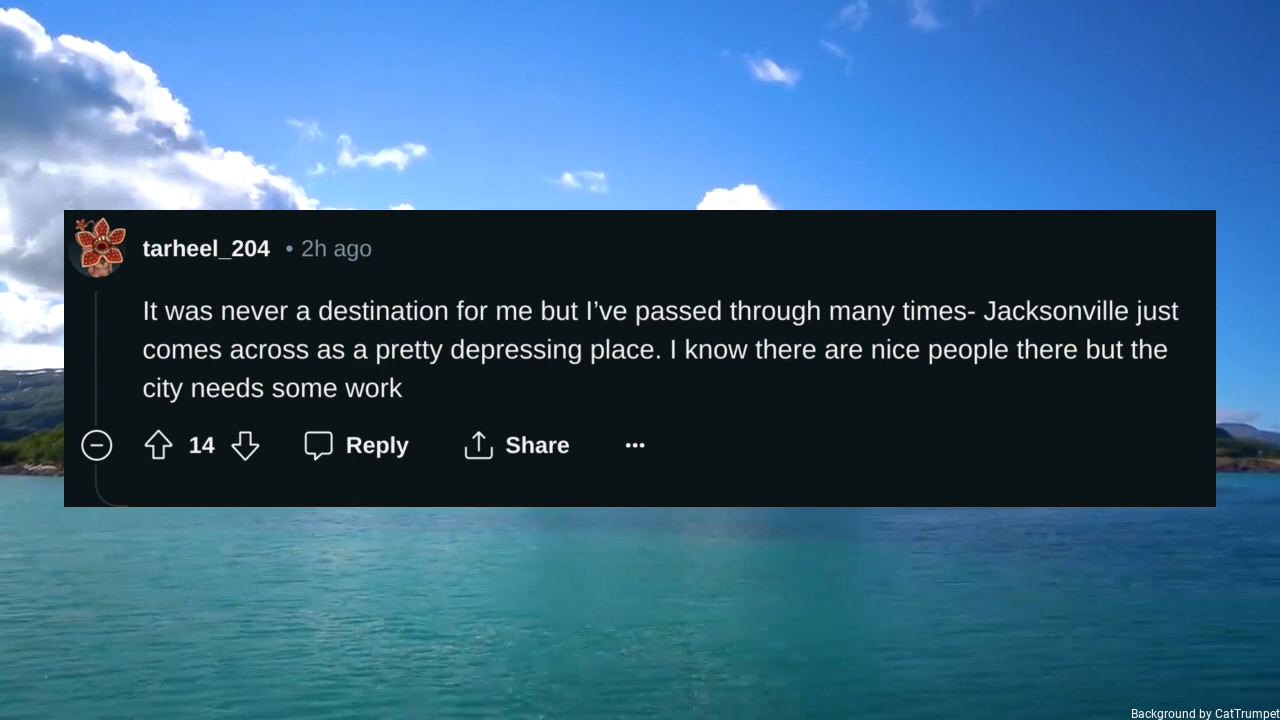 tarheel_204 • 2h ago
It was never a destination for me but I’ve passed through many times- Jacksonville just
comes across as a pretty depressing place. I know there are nice people there but the
city needs some work
14 Reply Share •••
Background by CatTrumpet